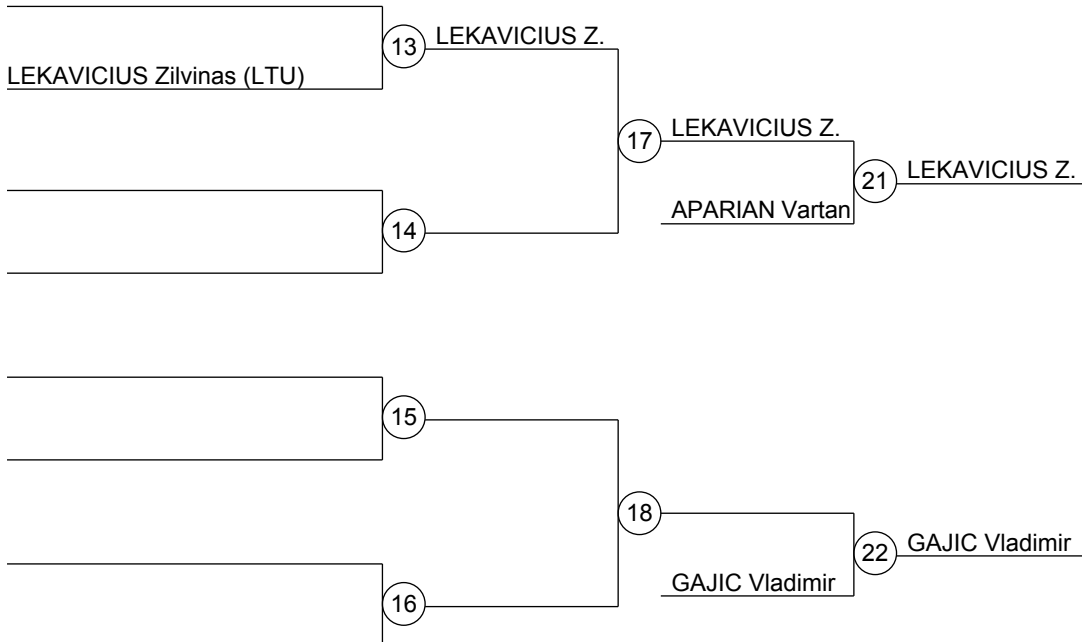 13
LEKAVICIUS Z.
LEKAVICIUS Zilvinas (LTU)
17
LEKAVICIUS Z.
21
LEKAVICIUS Z.
APARIAN Vartan
14
15
18
22
GAJIC Vladimir
GAJIC Vladimir
16